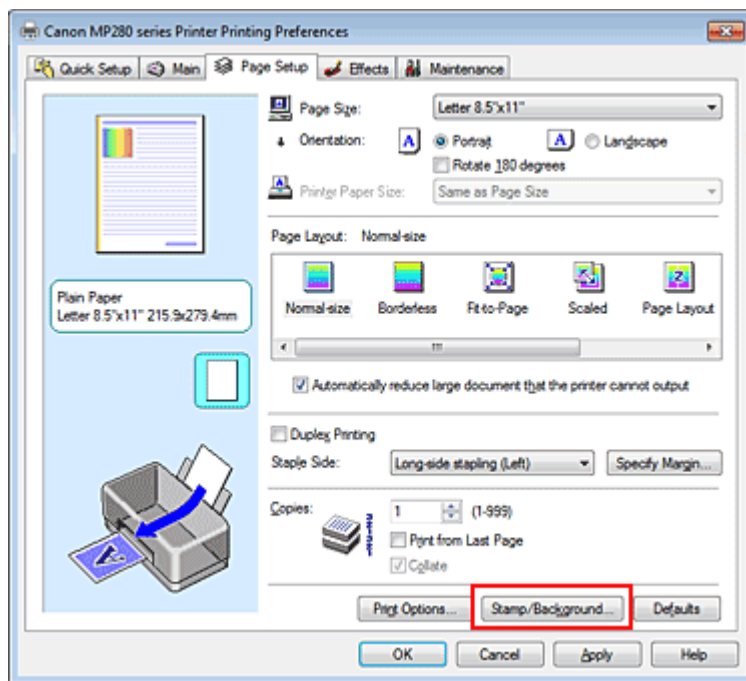 Canon MP280 series Printer Printing Preferences
Quick Setup Main Page Setup Effects Maintenance
Page Size: Letter 8.5"x11"
Orientation: A Portrait A Landscape
Rotate 180 degrees
Printer Paper Size: Same as Page Size
Page Layout: Normal-size
Normal-size Borderless Fit-to-Page Scaled Page Layout
Plain Paper
Letter 8.5"x11" 215.9x279.4mm
Automatically reduce large document that the printer cannot output
Duplex Printing
Staple Side: Long-side stapling (Left) Specify Margin...
Copies: 1 (1-999)
Print from Last Page
Collate
Print Options... Stamp/Background... Defaults
OK Cancel Apply Help